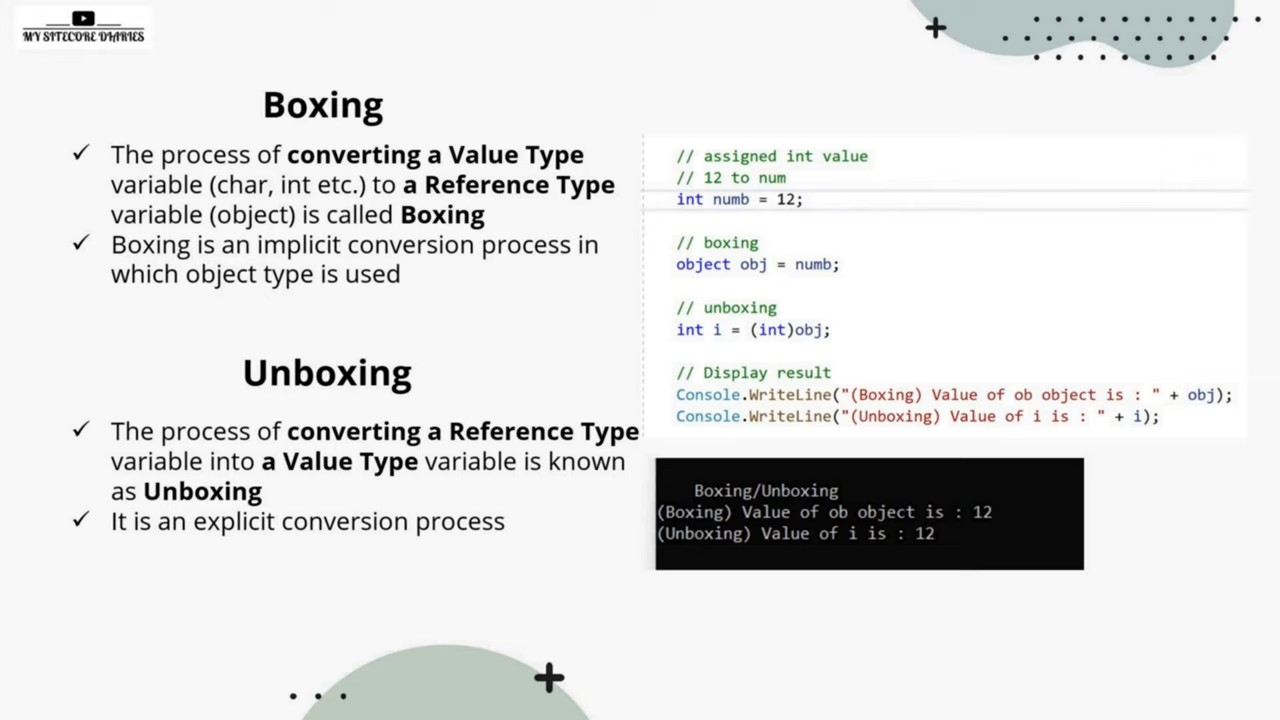 MY SITECORE DIARIES
Boxing
✓ The process of converting a Value Type
variable (char, int etc.) to a Reference Type
variable (object) is called Boxing
✓ Boxing is an implicit conversion process in
which object type is used
Unboxing
✓ The process of converting a Reference Type
variable into a Value Type variable is known
as Unboxing
✓ It is an explicit conversion process
// assigned int value
// 12 to num
int numb = 12;
// boxing
object obj = numb;
// unboxing
int i = (int)obj;
// Display result
Console.WriteLine("(Boxing) Value of ob object is : " + obj);
Console.WriteLine("(Unboxing) Value of i is : " + i);
Boxing/Unboxing
(Boxing) Value of ob object is : 12
(Unboxing) Value of i is : 12